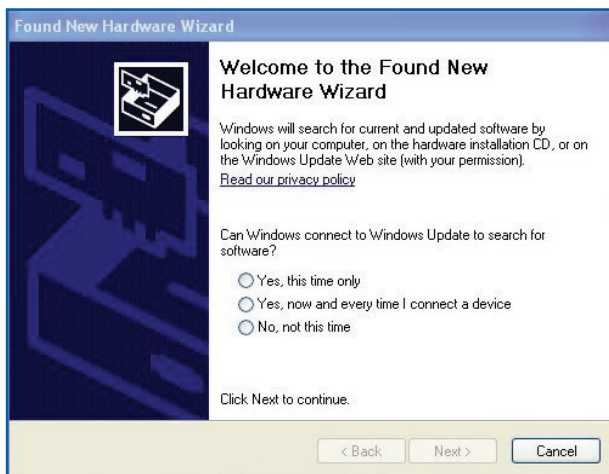 Found New Hardware Wizard
Welcome to the Found New
Hardware Wizard
Windows will search for current and updated software by
looking on your computer, on the hardware installation CD, or on
the Windows Update Web site (with your permission).
Read our privacy policy
Can Windows connect to Windows Update to search for
software?
Yes, this time only
Yes, now and every time I connect a device
No, not this time
Click Next to continue.
< Back Next > Cancel